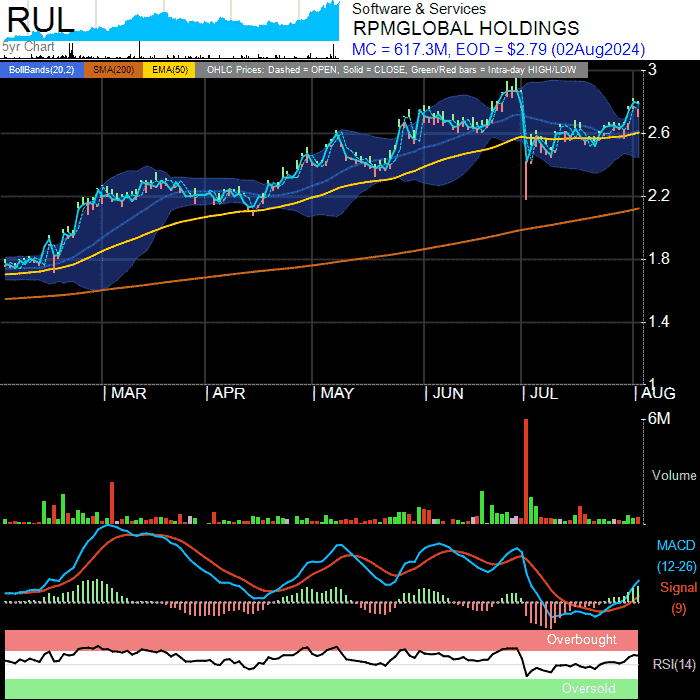 RUL
5yr Chart
Software & Services
RPMGLOBAL HOLDINGS
MC = 617.3M, EOD = $2.79 (02Aug2024)
BollBands(20,2) SMA(200) EMA(50) OHLC Prices: Dashed = OPEN, Solid = CLOSE, Green/Red bars = Intra-day HIGH/LOW
3
2.6
2.2
1.8
1.4
1
| MAR | APR | MAY | JUN | JUL | AUG
6M
Volume
MACD
(12-26)
Signal
(9)
Overbought
RSI(14)
Oversold